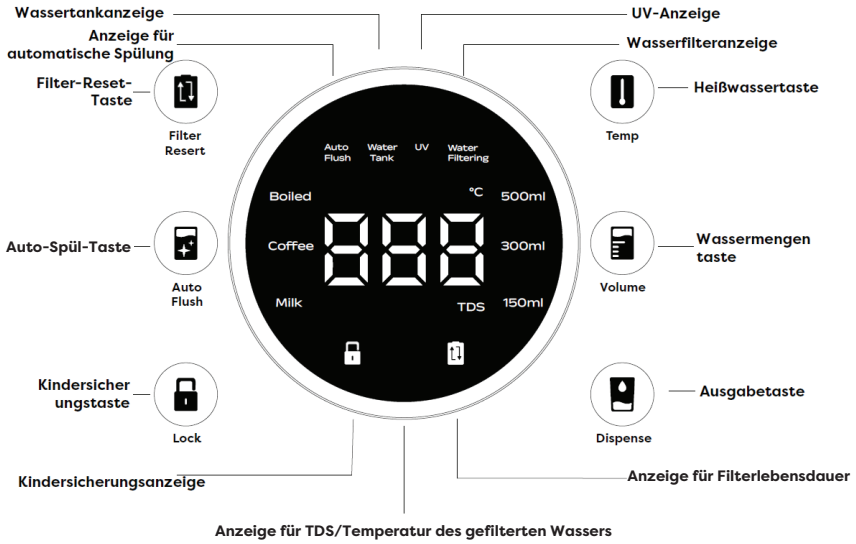 Wassertankanzeige
UV-Anzeige
Anzeige für
automatische Spülung
Wasserfilteranzeige
Filter-Reset-
Taste
Filter
Resert
Heißwassertaste
Temp
Auto
Flush
Water
Tank
UV
Water
Filtering
Boiled
°C
500ml
Coffee
888
300ml
Milk
TDS
150ml
Auto-Spül-Taste
Auto
Flush
Wassermengen
taste
Volume
Kindersicher
ungstaste
Lock
Ausgabetaste
Dispense
Kindersicherungsanzeige
Anzeige für Filterlebensdauer
Anzeige für TDS/Temperatur des gefilterten Wassers